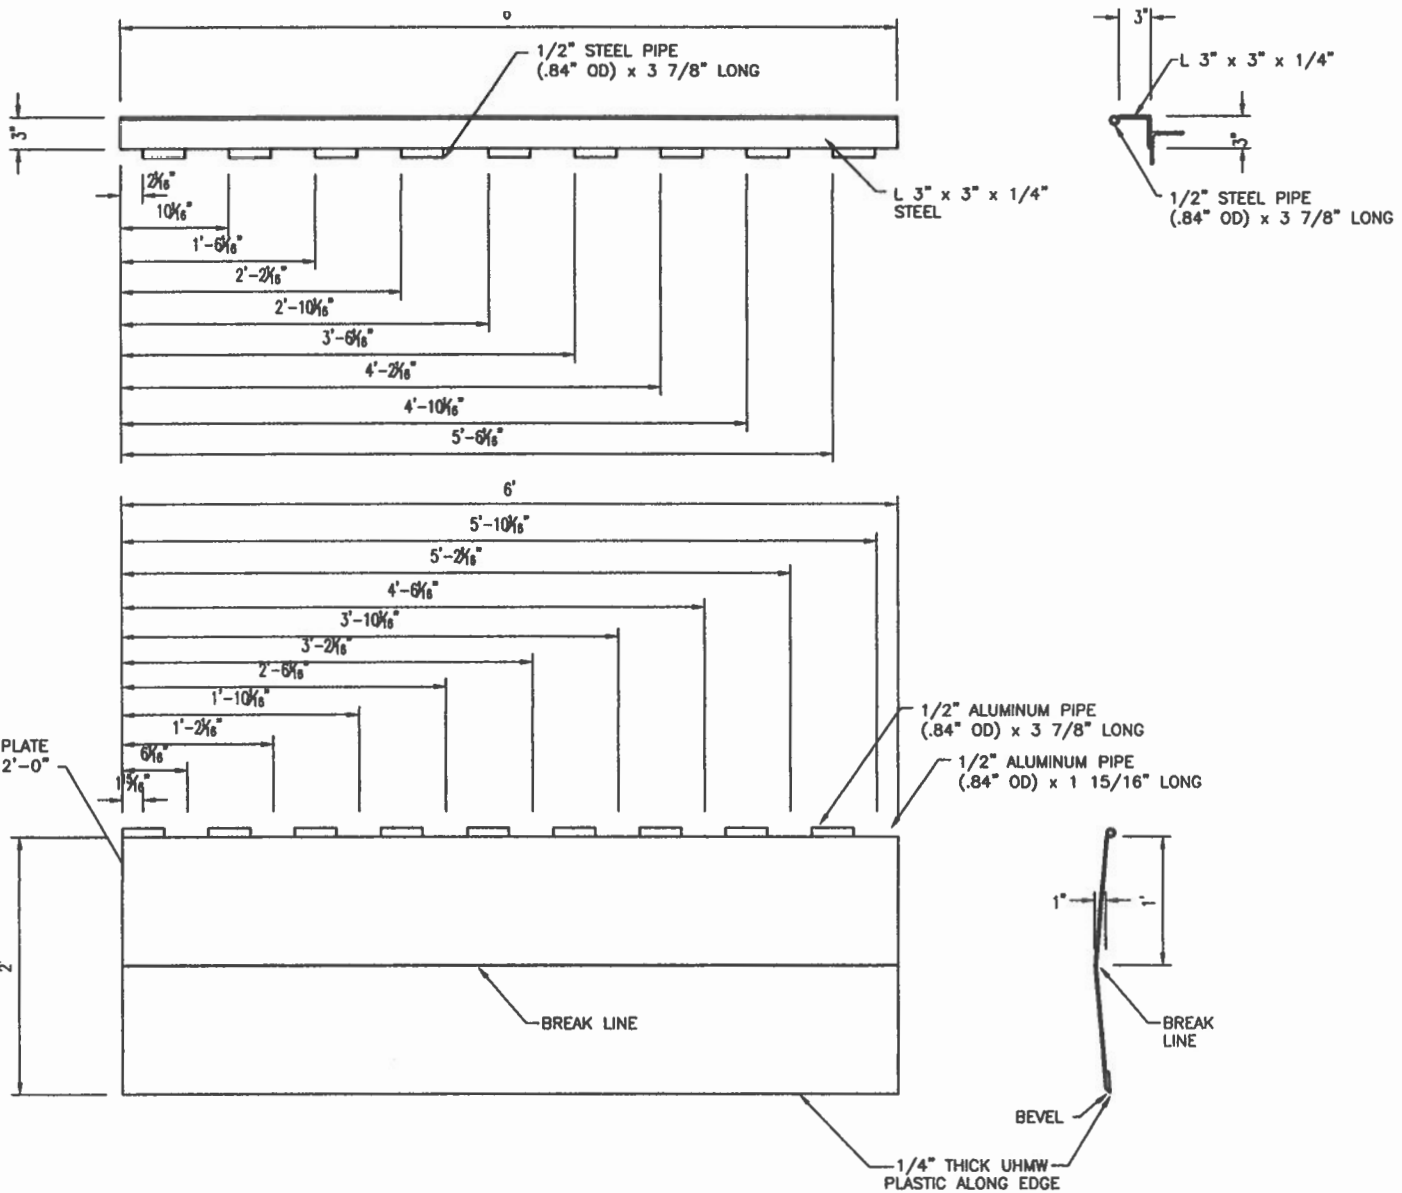 1/2" STEEL PIPE
(.84" OD) x 3 7/8" LONG
3"
L 3" x 3" x 1/4"
3"
3"
1/2" STEEL PIPE
(.84" OD) x 3 7/8" LONG
L 3" x 3" x 1/4"
STEEL
2 1/16"
10 1/16"
1'-6 1/16"
2'-2 1/16"
2'-10 1/16"
3'-6 1/16"
4'-2 1/16"
4'-10 1/16"
5'-6 1/16"
6'
5'-10 1/16"
5'-2 1/16"
4'-6 1/16"
3'-10 1/16"
3'-2 1/16"
2'-6 1/16"
1'-10 1/16"
1'-2 1/16"
6 1/16"
1 15/16"
PLATE
2'-0"
1/2" ALUMINUM PIPE
(.84" OD) x 3 7/8" LONG
1/2" ALUMINUM PIPE
(.84" OD) x 1 15/16" LONG
2'
1"
1'
BREAK LINE
BREAK
LINE
BEVEL
1/4" THICK UHMW
PLASTIC ALONG EDGE